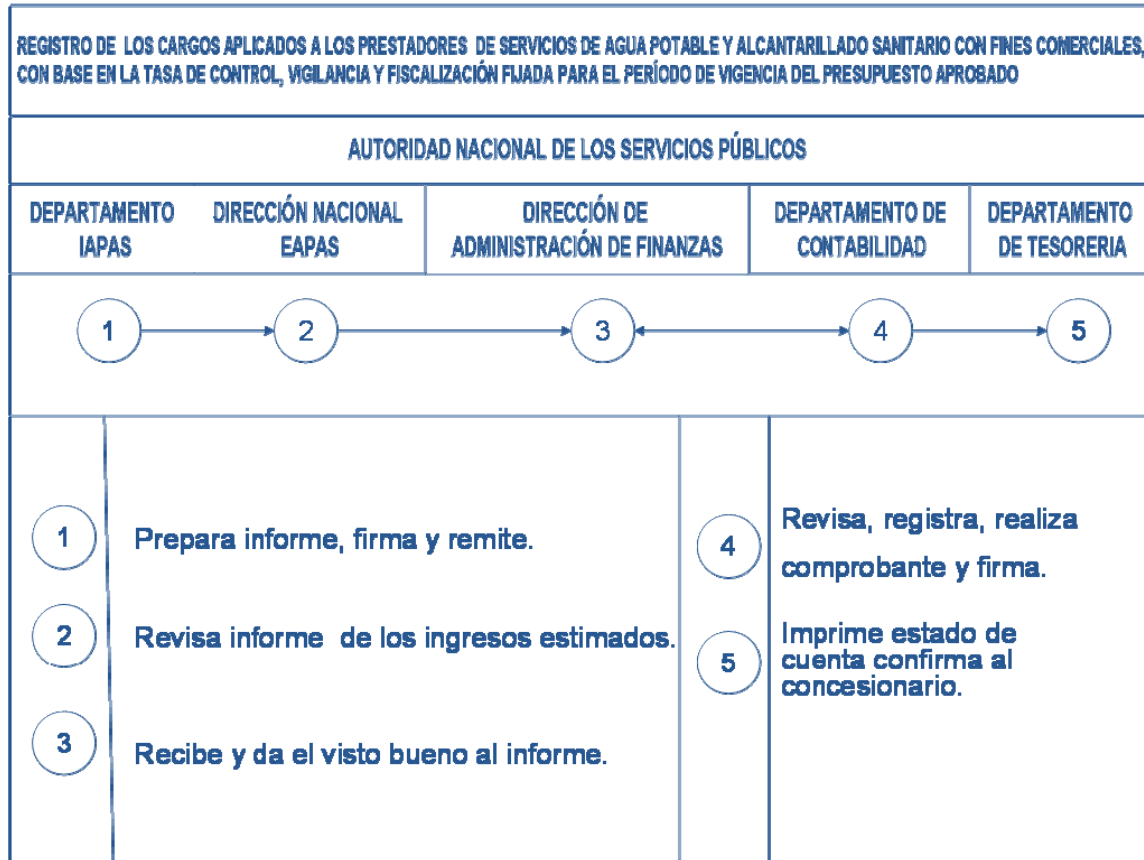 REGISTRO DE LOS CARGOS APLICADOS A LOS PRESTADORES DE SERVICIOS DE AGUA POTABLE Y ALCANTARILLADO SANITARIO CON FINES COMERCIALES,
CON BASE EN LA TASA DE CONTROL, VIGILANCIA Y FISCALIZACIÓN FIJADA PARA EL PERÍODO DE VIGENCIA DEL PRESUPUESTO APROBADO
AUTORIDAD NACIONAL DE LOS SERVICIOS PÚBLICOS
DEPARTAMENTO
IAPAS
DIRECCIÓN NACIONAL
EAPAS
DIRECCIÓN DE
ADMINISTRACIÓN DE FINANZAS
DEPARTAMENTO DE
CONTABILIDAD
DEPARTAMENTO
DE TESORERIA
1 2 3 4 5
1 Prepara informe, firma y remite.
2 Revisa informe de los ingresos estimados.
3 Recibe y da el visto bueno al informe.
4 Revisa, registra, realiza
comprobante y firma.
5 Imprime estado de
cuenta confirma al
concesionario.